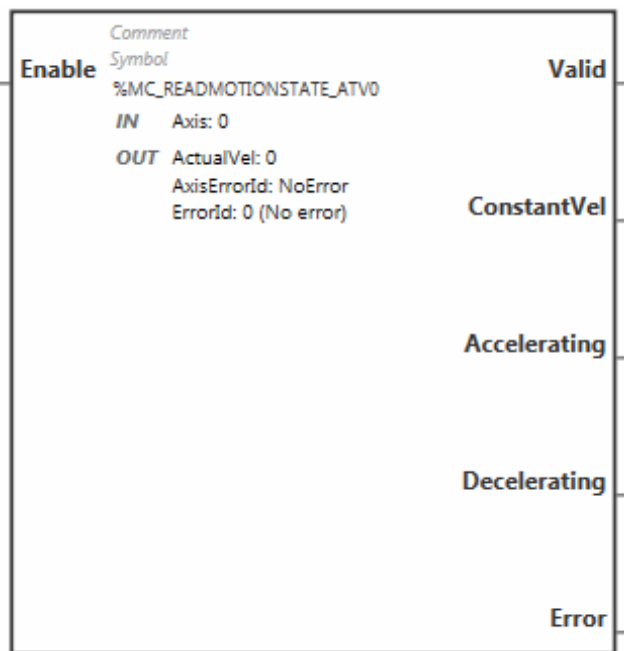 Comment
Enable Symbol Valid
%MC_READMOTIONSTATE_ATV0
IN Axis: 0
OUT ActualVel: 0
AxisErrorId: NoError
ErrorId: 0 (No error)
ConstantVel
Accelerating
Decelerating
Error